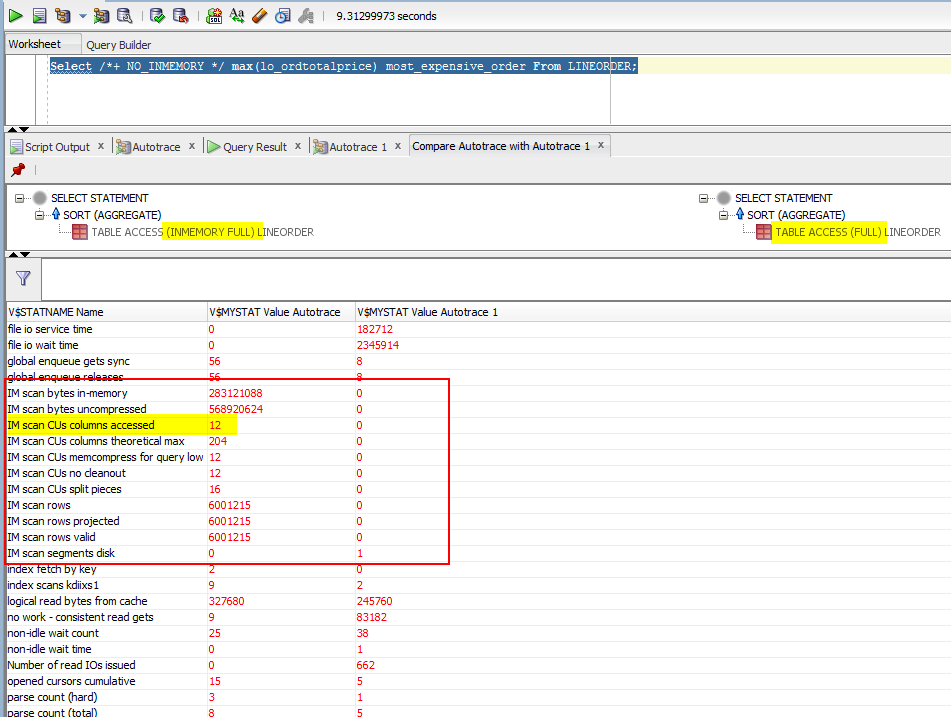 9.31299973 seconds
Worksheet Query Builder
Select /*+ NO_INMEMORY */ max(lo_ordtotalprice) most_expensive_order From LINEORDER;
Script Output x Autotrace x Query Result x Autotrace 1 x Compare Autotrace with Autotrace 1 x
SELECT STATEMENT SELECT STATEMENT
SORT (AGGREGATE) SORT (AGGREGATE)
TABLE ACCESS (INMEMORY FULL) LINEORDER TABLE ACCESS (FULL) LINEORDER
V$STATNAME Name V$MYSTAT Value Autotrace V$MYSTAT Value Autotrace 1
file io service time 0 182712
file io wait time 0 2345914
global enqueue gets sync 56 8
global enqueue releases 56 8
IM scan bytes in-memory 283121088 0
IM scan bytes uncompressed 568920624 0
IM scan CUs columns accessed 12 0
IM scan CUs columns theoretical max 204 0
IM scan CUs memcompress for query low 12 0
IM scan CUs no cleanout 12 0
IM scan CUs split pieces 16 0
IM scan rows 6001215 0
IM scan rows projected 6001215 0
IM scan rows valid 6001215 0
IM scan segments disk 0 1
index fetch by key 2 0
index scans kdiixs1 9 2
logical read bytes from cache 327680 245760
no work - consistent read gets 9 83182
non-idle wait count 25 38
non-idle wait time 0 1
Number of read IOs issued 0 662
opened cursors cumulative 15 5
parse count (hard) 3 1
parse count (total) 8 5